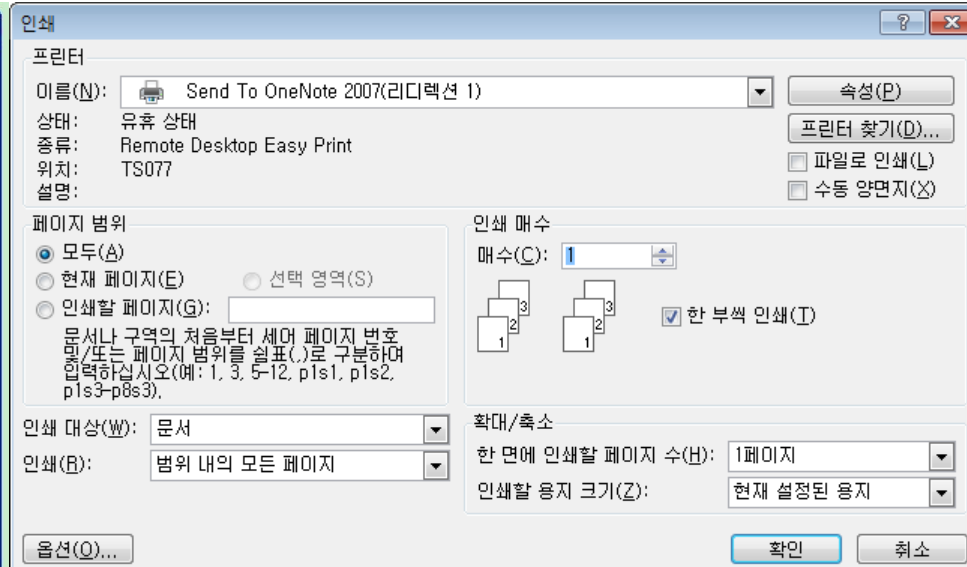 인쇄
프린터
이름(N): Send To OneNote 2007(리디렉션 1) 속성(P)
상태: 유휴 상태 프린터 찾기(D)...
종류: Remote Desktop Easy Print
위치: TS077 파일로 인쇄(L)
설명: 수동 양면지(X)
페이지 범위
모두(A)
현재 페이지(E) 선택 영역(S)
인쇄할 페이지(G):
문서나 구역의 처음부터 세어 페이지 번호
및/또는 페이지 범위를 쉼표(,)로 구분하여
입력하십시오(예: 1, 3, 5-12, p1s1, p1s2,
p1s3-p8s3).
인쇄 매수
매수(C): 1
3 3
2 2
1 1
한 부씩 인쇄(T)
인쇄 대상(W): 문서
인쇄(R): 범위 내의 모든 페이지
확대/축소
한 면에 인쇄할 페이지 수(H): 1페이지
인쇄할 용지 크기(Z): 현재 설정된 용지
옵션(O)... 확인 취소